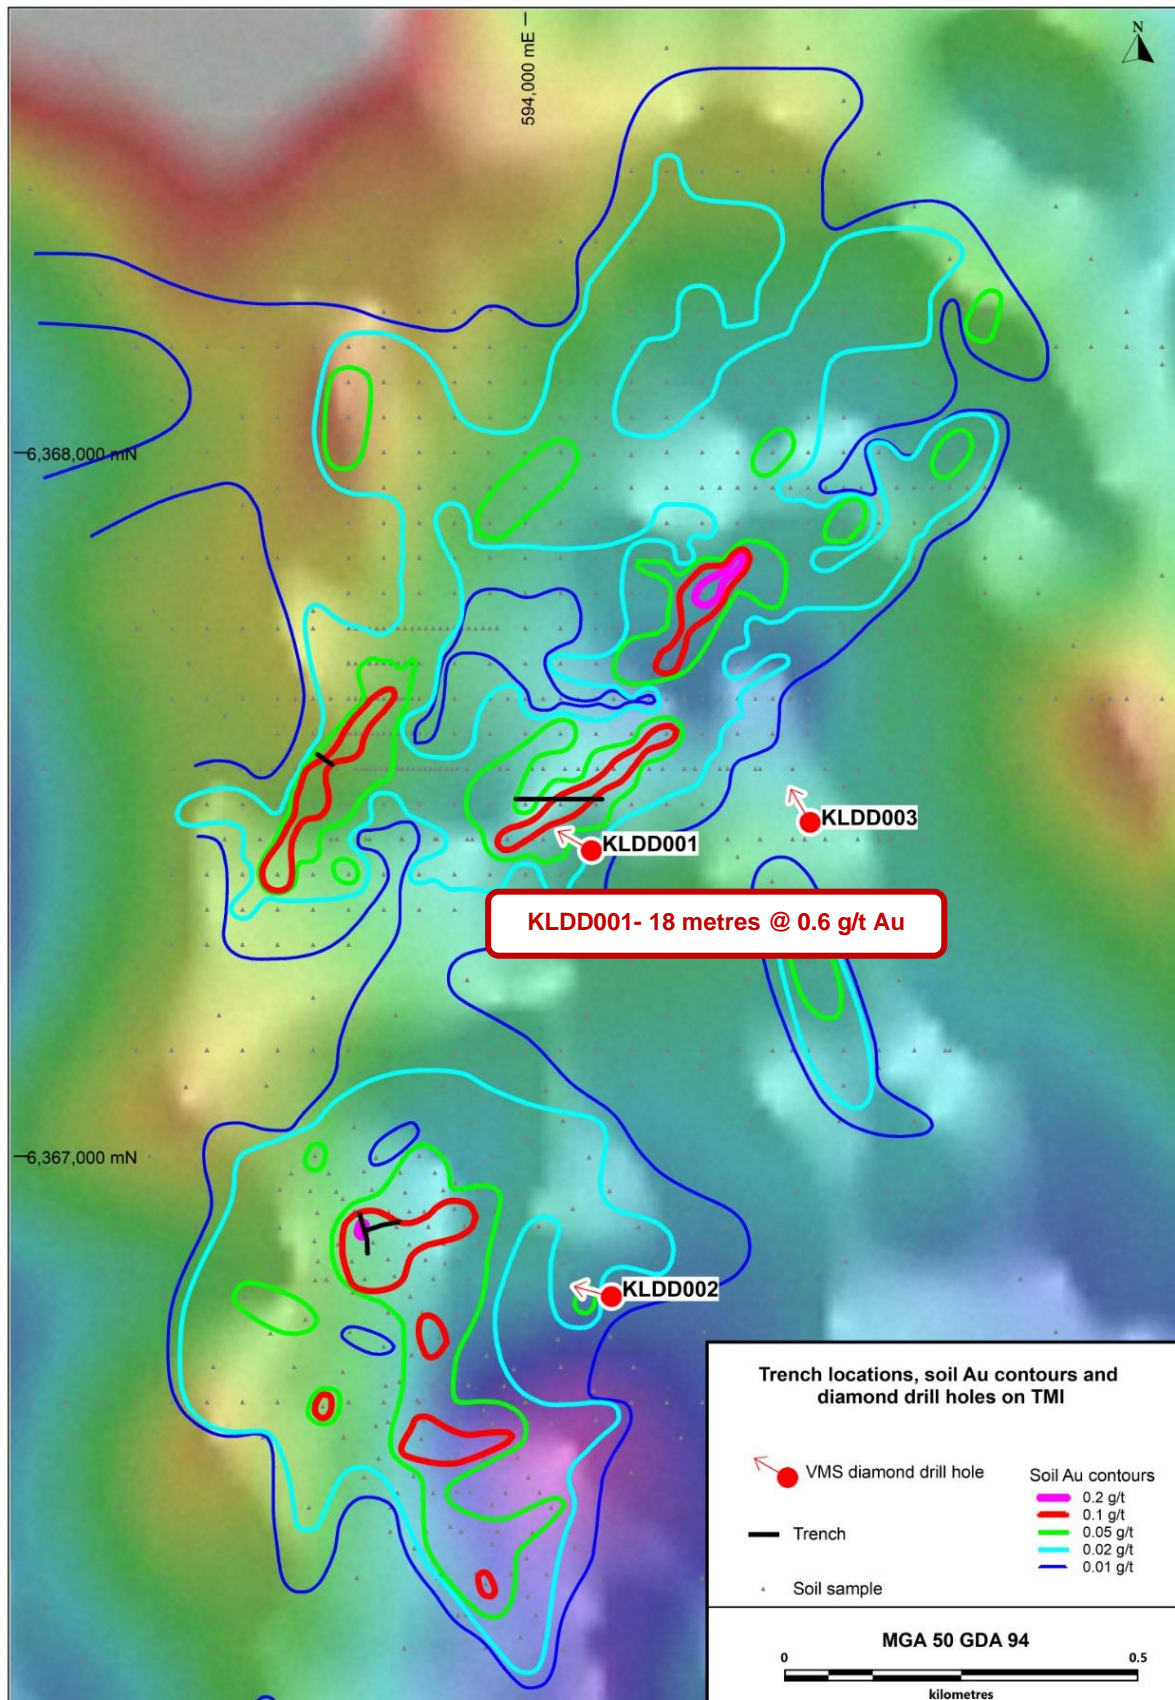 N
594,000 mE
6,368,000 mN
KLDD003
KLDD001
KLDD001- 18 metres @ 0.6 g/t Au
6,367,000 mN
KLDD002
Trench locations, soil Au contours and
diamond drill holes on TMI
VMS diamond drill hole
Trench
Soil sample
Soil Au contours
0.2 g/t
0.1 g/t
0.05 g/t
0.02 g/t
0.01 g/t
MGA 50 GDA 94
0 0.5
kilometres